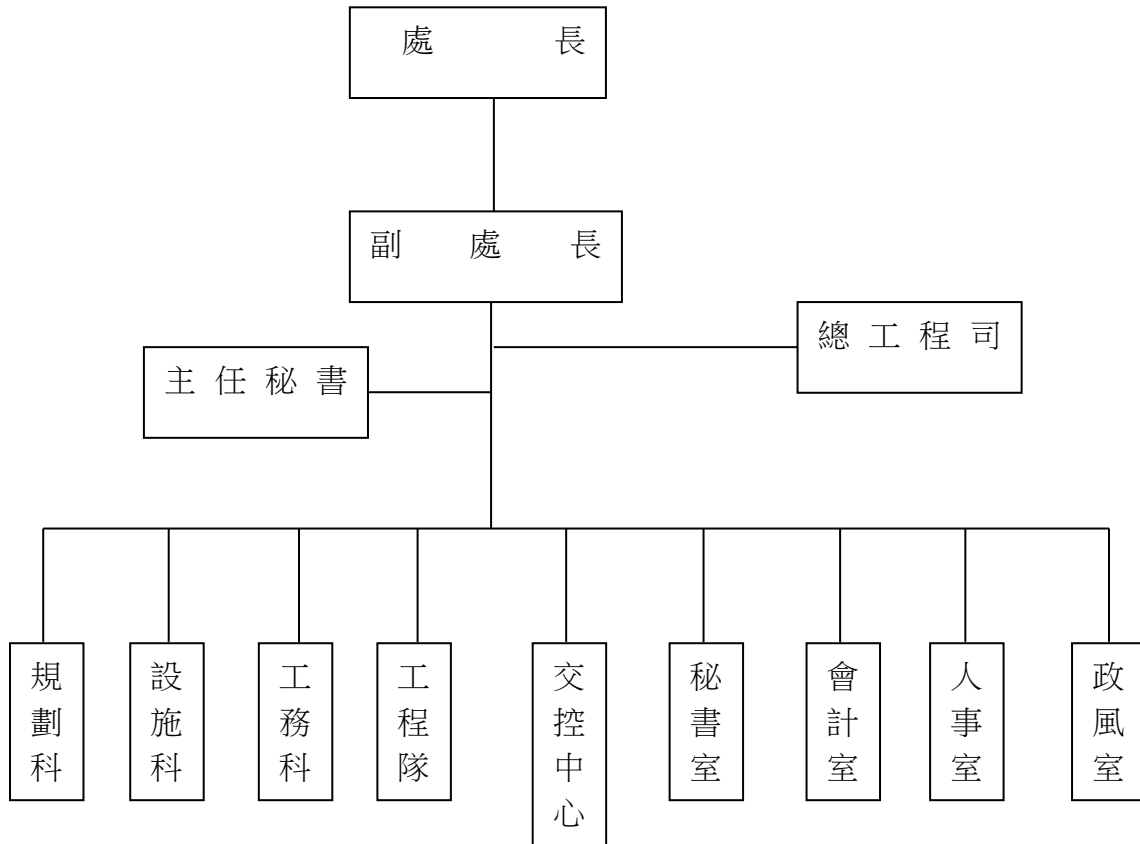 處長
副處長
總工程司
主任秘書
規劃科
設施科
工務科
工程隊
交控中心
秘書室
會計室
人事室
政風室